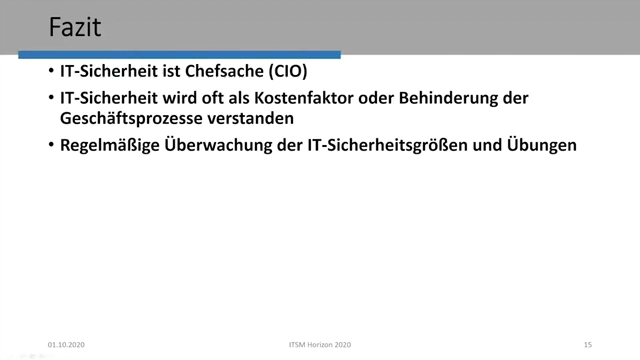 Fazit
• IT-Sicherheit ist Chefsache (CIO)
• IT-Sicherheit wird oft als Kostenfaktor oder Behinderung der
Geschäftsprozesse verstanden
• Regelmäßige Überwachung der IT-Sicherheitsgrößen und Übungen
01.10.2020
ITSM Horizon 2020
15